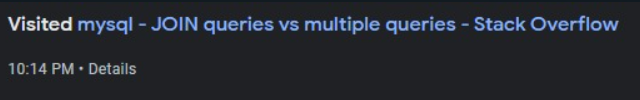 Visited mysql - JOIN queries vs multiple queries - Stack Overflow
10:14 PM • Details